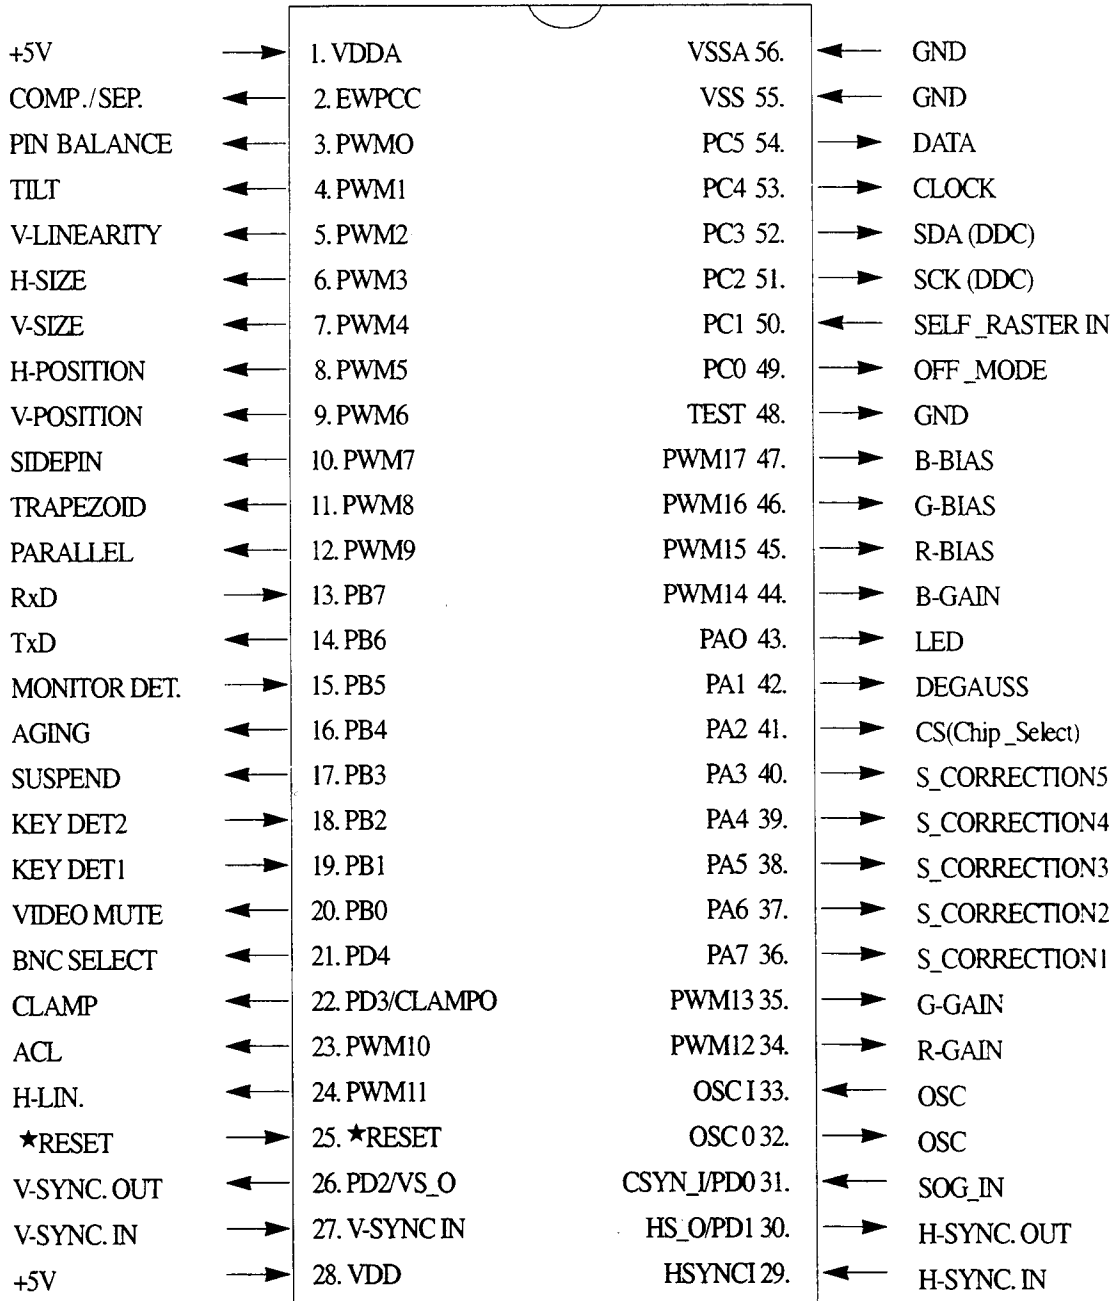 +5V 1. VDDA VSSA 56. GND
COMP./SEP. 2. EWPCC VSS 55. GND
PIN BALANCE 3. PWMO PC5 54. DATA
TILT 4. PWM1 PC4 53. CLOCK
V-LINEARITY 5. PWM2 PC3 52. SDA (DDC)
H-SIZE 6. PWM3 PC2 51. SCK (DDC)
V-SIZE 7. PWM4 PC1 50. SELF_RASTER IN
H-POSITION 8. PWM5 PC0 49. OFF_MODE
V-POSITION 9. PWM6 TEST 48. GND
SIDEPIN 10. PWM7 PWM17 47. B-BIAS
TRAPEZOID 11. PWM8 PWM16 46. G-BIAS
PARALLEL 12. PWM9 PWM15 45. R-BIAS
RxD 13. PB7 PWM14 44. B-GAIN
TxD 14. PB6 PAO 43. LED
MONITOR DET. 15. PB5 PA1 42. DEGAUSS
AGING 16. PB4 PA2 41. CS(Chip_Select)
SUSPEND 17. PB3 PA3 40. S_CORRECTION5
KEY DET2 18. PB2 PA4 39. S_CORRECTION4
KEY DET1 19. PB1 PA5 38. S_CORRECTION3
VIDEO MUTE 20. PB0 PA6 37. S_CORRECTION2
BNC SELECT 21. PD4 PA7 36. S_CORRECTION1
CLAMP 22. PD3/CLAMPO PWM13 35. G-GAIN
ACL 23. PWM10 PWM12 34. R-GAIN
H-LIN. 24. PWM11 OSC I 33. OSC
★RESET 25. ★RESET OSC 0 32. OSC
V-SYNC. OUT 26. PD2/VS_O CSYN_I/PD0 31. SOG_IN
V-SYNC. IN 27. V-SYNC IN HS_O/PD1 30. H-SYNC. OUT
+5V 28. VDD HSYNCI 29. H-SYNC. IN